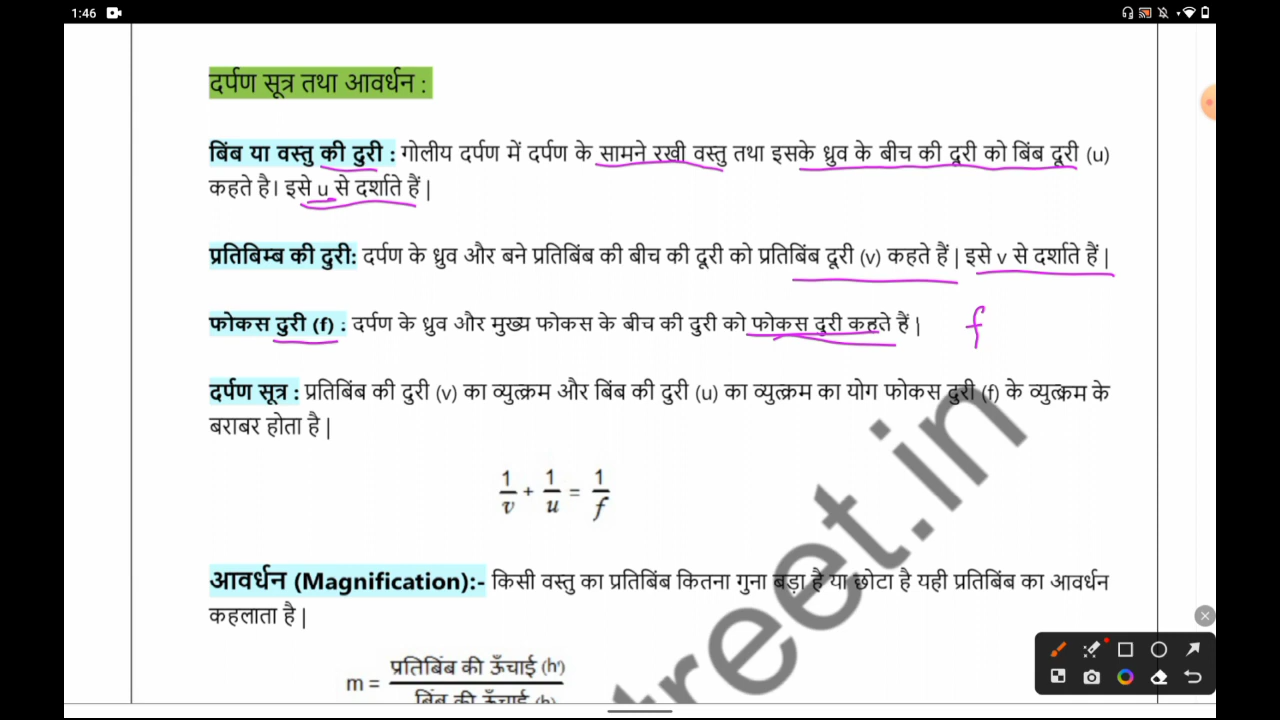 1:46
दर्पण सूत्र तथा आवर्धन :
बिंब या वस्तु की दुरी : गोलीय दर्पण में दर्पण के सामने रखी वस्तु तथा इसके ध्रुव के बीच की दूरी को बिंब दूरी (u)
कहते है। इसे u से दर्शाते हैं |
प्रतिबिम्ब की दुरी: दर्पण के ध्रुव और बने प्रतिबिंब की बीच की दूरी को प्रतिबिंब दूरी (v) कहते हैं | इसे v से दर्शाते हैं |
फोकस दुरी (f) : दर्पण के ध्रुव और मुख्य फोकस के बीच की दुरी को फोकस दुरी कहते हैं | f
दर्पण सूत्र : प्रतिबिंब की दुरी (v) का व्युत्क्रम और बिंब की दुरी (u) का व्युत्क्रम का योग फोकस दुरी (f) के व्युत्क्रम के
बराबर होता है |
1/v + 1/u = 1/f
आवर्धन (Magnification):- किसी वस्तु का प्रतिबिंब कितना गुना बड़ा है या छोटा है यही प्रतिबिंब का आवर्धन
कहलाता है |
m = प्रतिबिंब की ऊँचाई (h')
बिंब की ऊँचाई (h)
treet.in